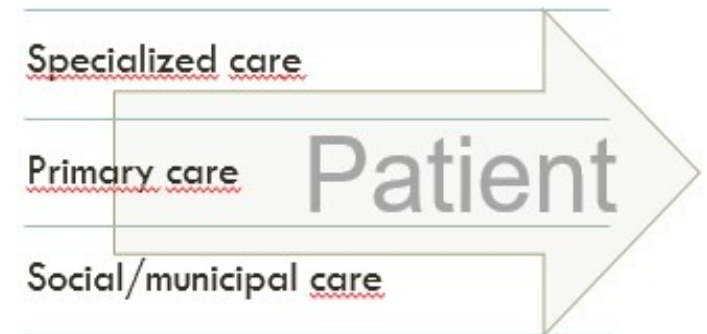 Specialized care
Primary care
Patient
Social/municipal care